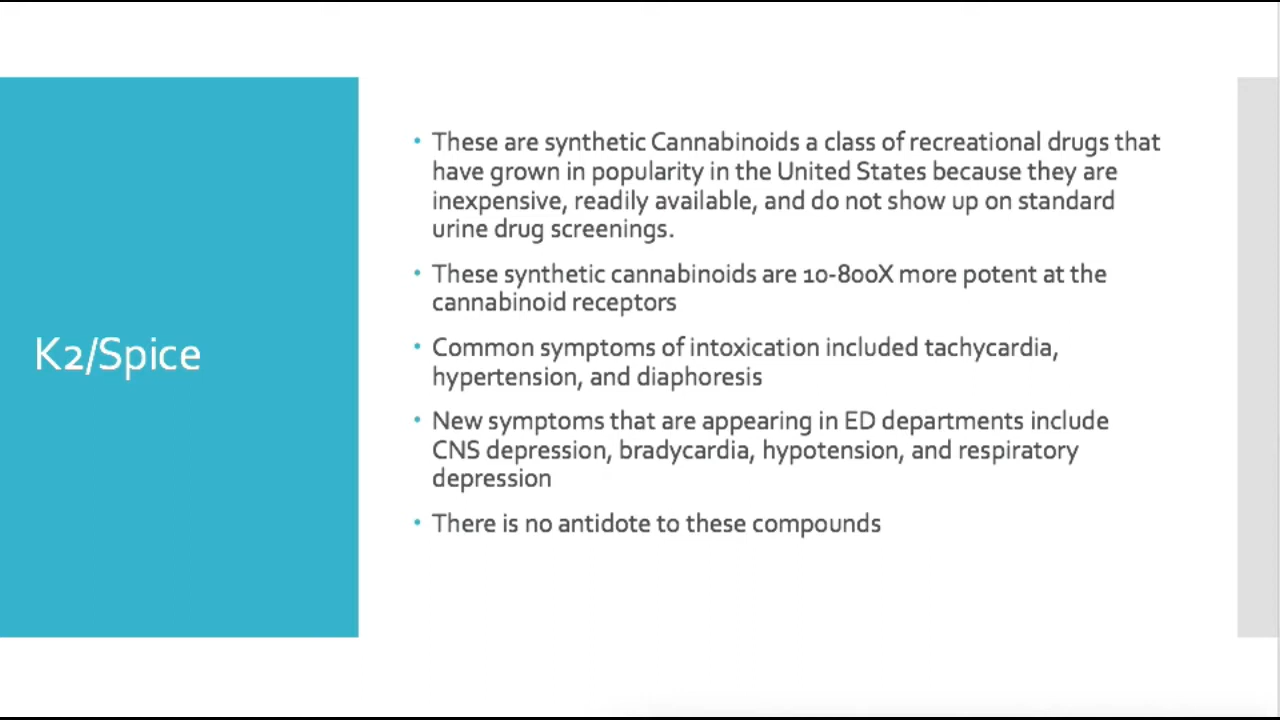 K2/Spice
• These are synthetic Cannabinoids a class of recreational drugs that
have grown in popularity in the United States because they are
inexpensive, readily available, and do not show up on standard
urine drug screenings.
• These synthetic cannabinoids are 10-800X more potent at the
cannabinoid receptors
• Common symptoms of intoxication included tachycardia,
hypertension, and diaphoresis
• New symptoms that are appearing in ED departments include
CNS depression, bradycardia, hypotension, and respiratory
depression
• There is no antidote to these compounds